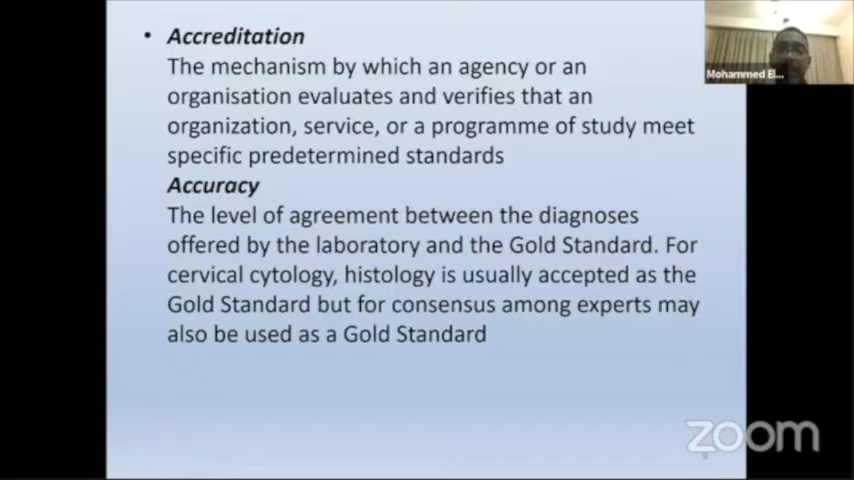 • Accreditation
The mechanism by which an agency or an
organisation evaluates and verifies that an
organization, service, or a programme of study meet
specific predetermined standards
Accuracy
The level of agreement between the diagnoses
offered by the laboratory and the Gold Standard. For
cervical cytology, histology is usually accepted as the
Gold Standard but for consensus among experts may
also be used as a Gold Standard
Mohammed El...
zoom
9